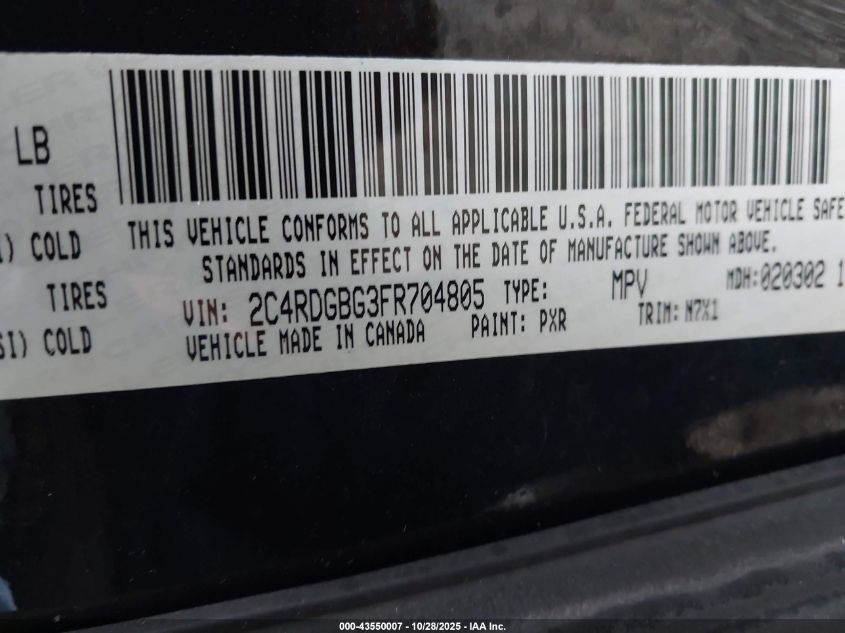 LB
TIRES
COLD
TIRES
SI) COLD
THIS VEHICLE CONFORMS TO ALL APPLICABLE U.S.A. FEDERAL MOTOR VEHICLE SAFE
STANDARDS IN EFFECT ON THE DATE OF MANUFACTURE SHOWN ABOVE.
VIN: 2C4RDGBG3FR704805 TYPE: MPV MDH:020302 1
VEHICLE MADE IN CANADA PAINT: PXR TRIM: N7X1
000-43550007 - 10/28/2025 - IAA Inc.